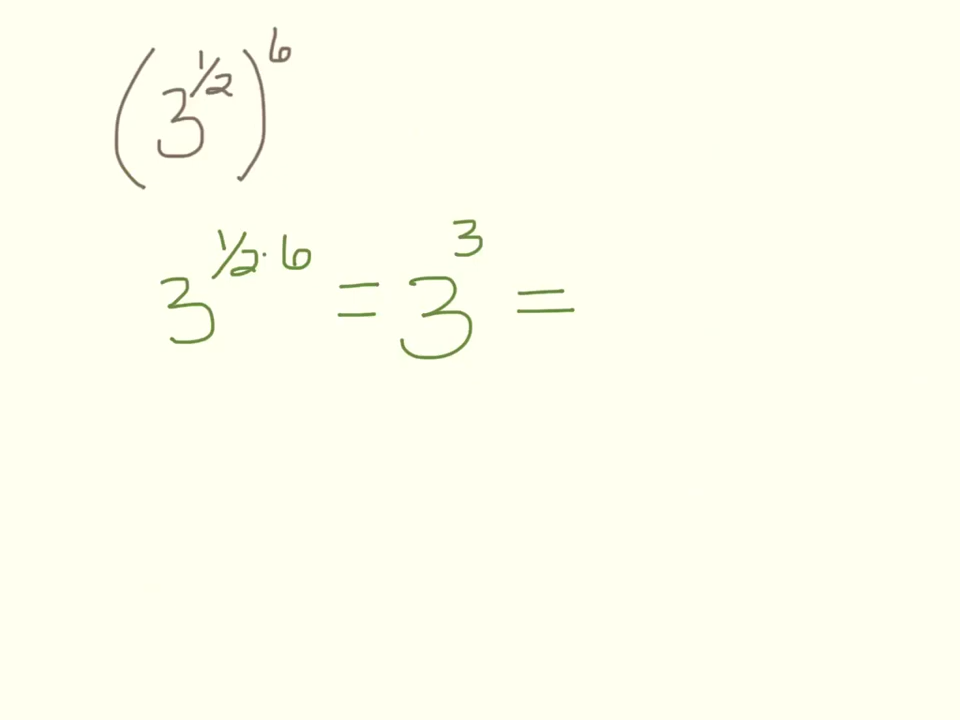 (3^{1/2})^6
3^{1/2 · 6} = 3^3 =